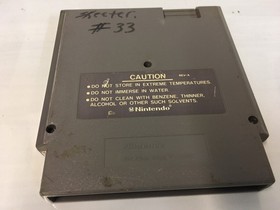 #33
CAUTION
REV-A
• DO NOT STORE IN EXTREME TEMPERATURES.
• DO NOT IMMERSE IN WATER.
• DO NOT CLEAN WITH BENZENE, THINNER,
ALCOHOL OR OTHER SUCH SOLVENTS.
Nintendo